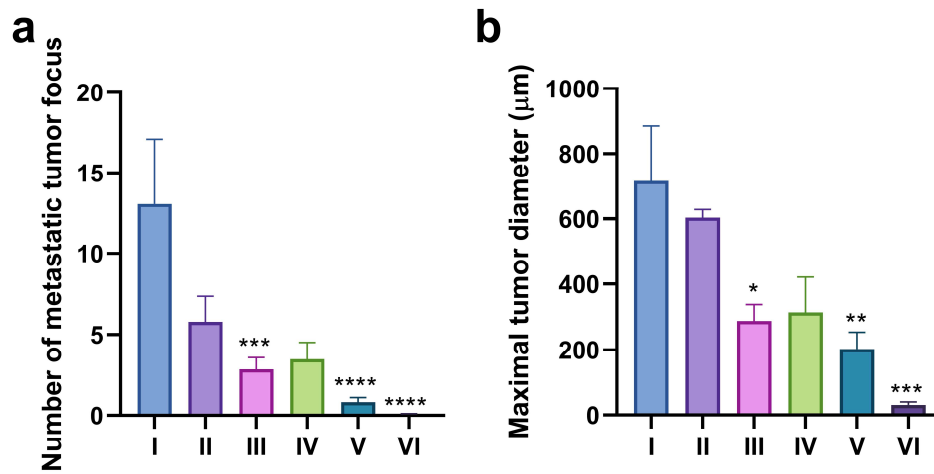 a
Number of metastatic tumor focus
20
15
10
5
0
***
****
****
I II III IV V VI
b
Maximal tumor diameter (μm)
1000
800
600
400
200
0
*
**
***
I II III IV V VI